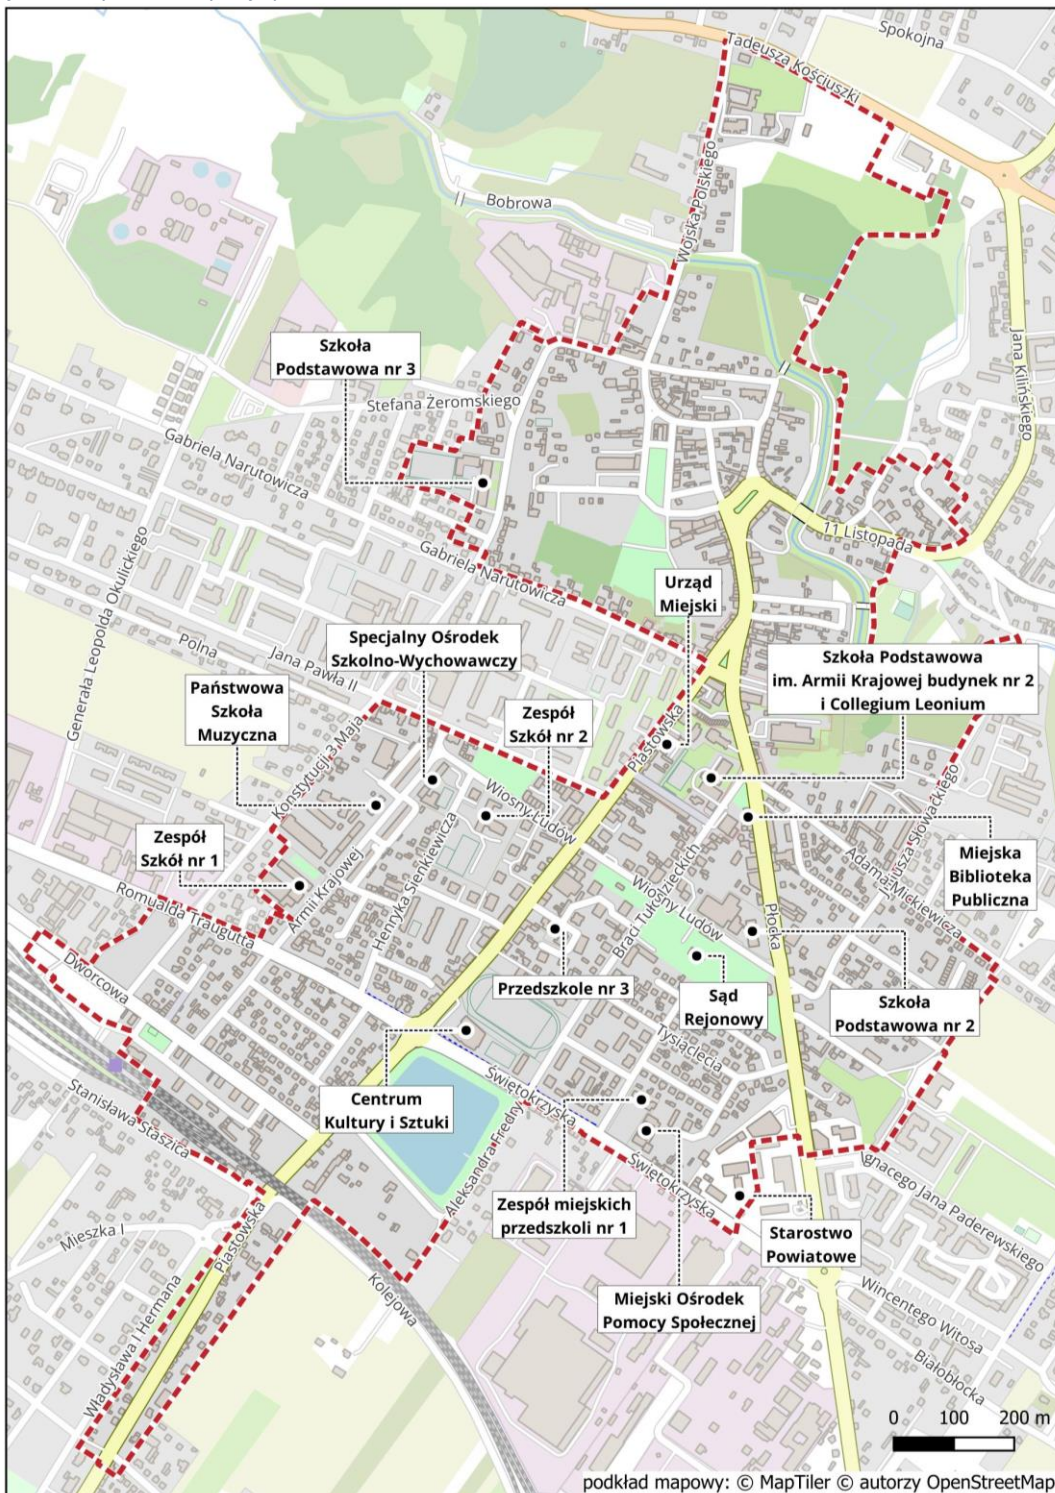 Spokojna
Tadeusza Kościuszki
Wojska Polskiego
Bobrowa
Jana Kilińskiego
Szkoła
Podstawowa nr 3
Stefana Żeromskiego
Gabriela Narutowicza
Generała Leopolda Okulickiego
11 Listopada
Gabriela Narutowicza
Urząd
Miejski
Polna
Jana Pawła II
Specjalny Ośrodek
Szkolno-Wychowawczy
Szkoła Podstawowa
im. Armii Krajowej budynek nr 2
i Collegium Leonium
Państwowa
Szkoła
Muzyczna
Zespół
Szkół nr 2
Konstytucji 3 Maja
Piastowska
Wiosny Ludów
Juliusza Słowackiego
Zespół
Szkół nr 1
Armii Krajowej
Henryka Sienkiewicza
Adama Mickiewicza
Miejska
Biblioteka
Publiczna
Romualda Traugutta
Braci Tułodzieckich
Wiosny Ludów
Płocka
Dworcowa
Przedszkole nr 3
Sąd
Rejonowy
Szkoła
Podstawowa nr 2
Tysiąclecia
Stanisława Staszica
Centrum
Kultury i Sztuki
Świętokrzyska
Aleksandra Fredry
Świętokrzyska
Ignacego Jana Paderewskiego
Zespół miejskich
przedszkoli nr 1
Starostwo
Powiatowe
Mieszka I
Piastowska
Władysława I Hermana
Kolejowa
Miejski Ośrodek
Pomocy Społecznej
Wincentego Witosa
Białobłocka
0 100 200 m
podkład mapowy: © MapTiler © autorzy OpenStreetMap